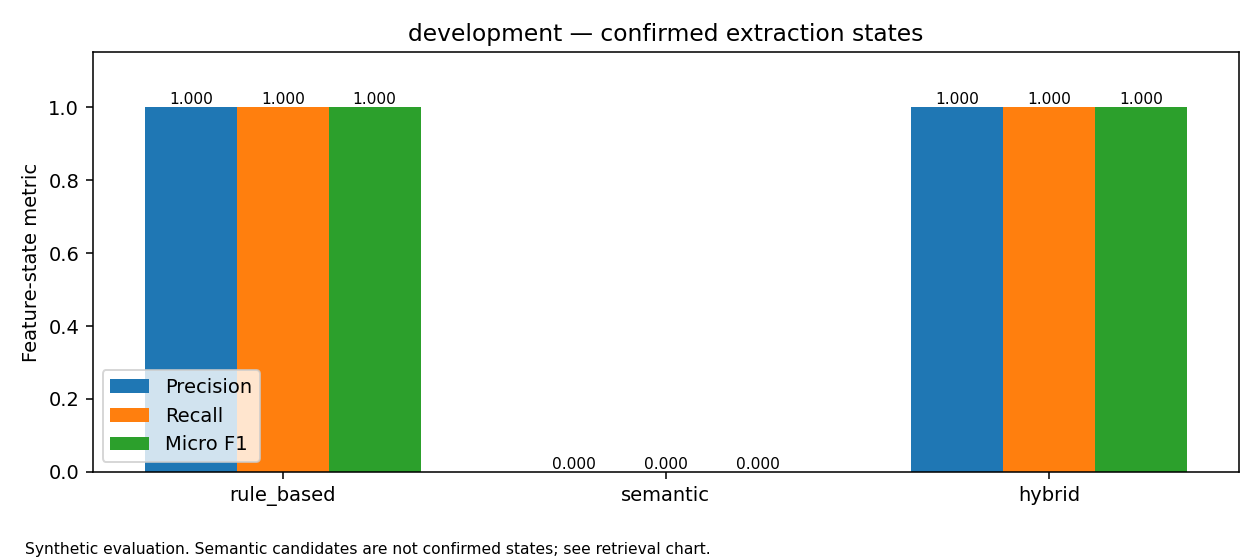 development — confirmed extraction states
Feature-state metric
1.0
0.8
0.6
0.4
0.2
0.0
1.000 1.000 1.000
0.000 0.000 0.000
1.000 1.000 1.000
Precision
Recall
Micro F1
rule_based semantic hybrid
Synthetic evaluation. Semantic candidates are not confirmed states; see retrieval chart.